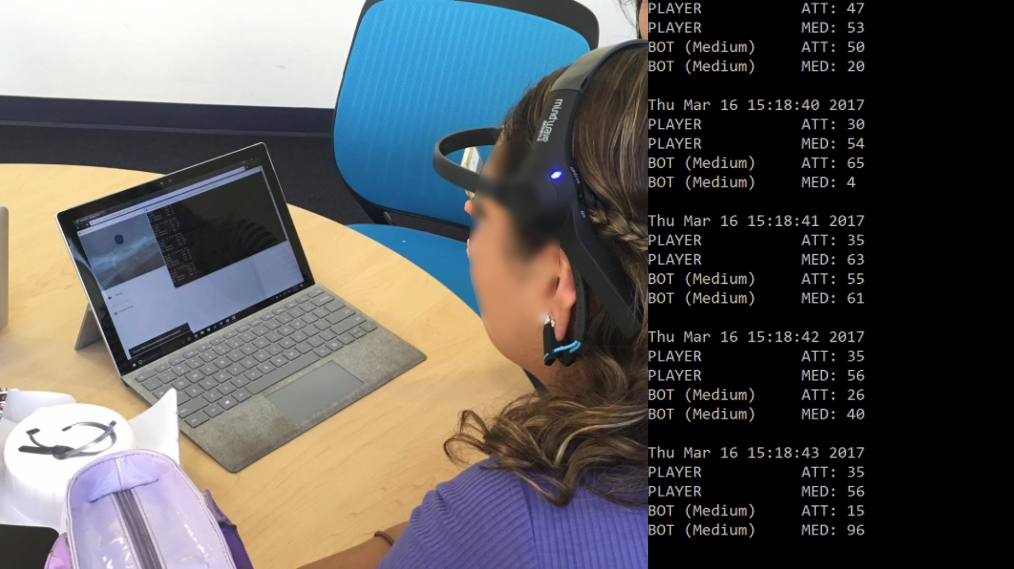 mindwave
PLAYER ATT: 47
PLAYER MED: 53
BOT (Medium) ATT: 50
BOT (Medium) MED: 20
Thu Mar 16 15:18:40 2017
PLAYER ATT: 30
PLAYER MED: 54
BOT (Medium) ATT: 65
BOT (Medium) MED: 4
Thu Mar 16 15:18:41 2017
PLAYER ATT: 35
PLAYER MED: 63
BOT (Medium) ATT: 55
BOT (Medium) MED: 61
Thu Mar 16 15:18:42 2017
PLAYER ATT: 35
PLAYER MED: 56
BOT (Medium) ATT: 26
BOT (Medium) MED: 40
Thu Mar 16 15:18:43 2017
PLAYER ATT: 35
PLAYER MED: 56
BOT (Medium) ATT: 15
BOT (Medium) MED: 96